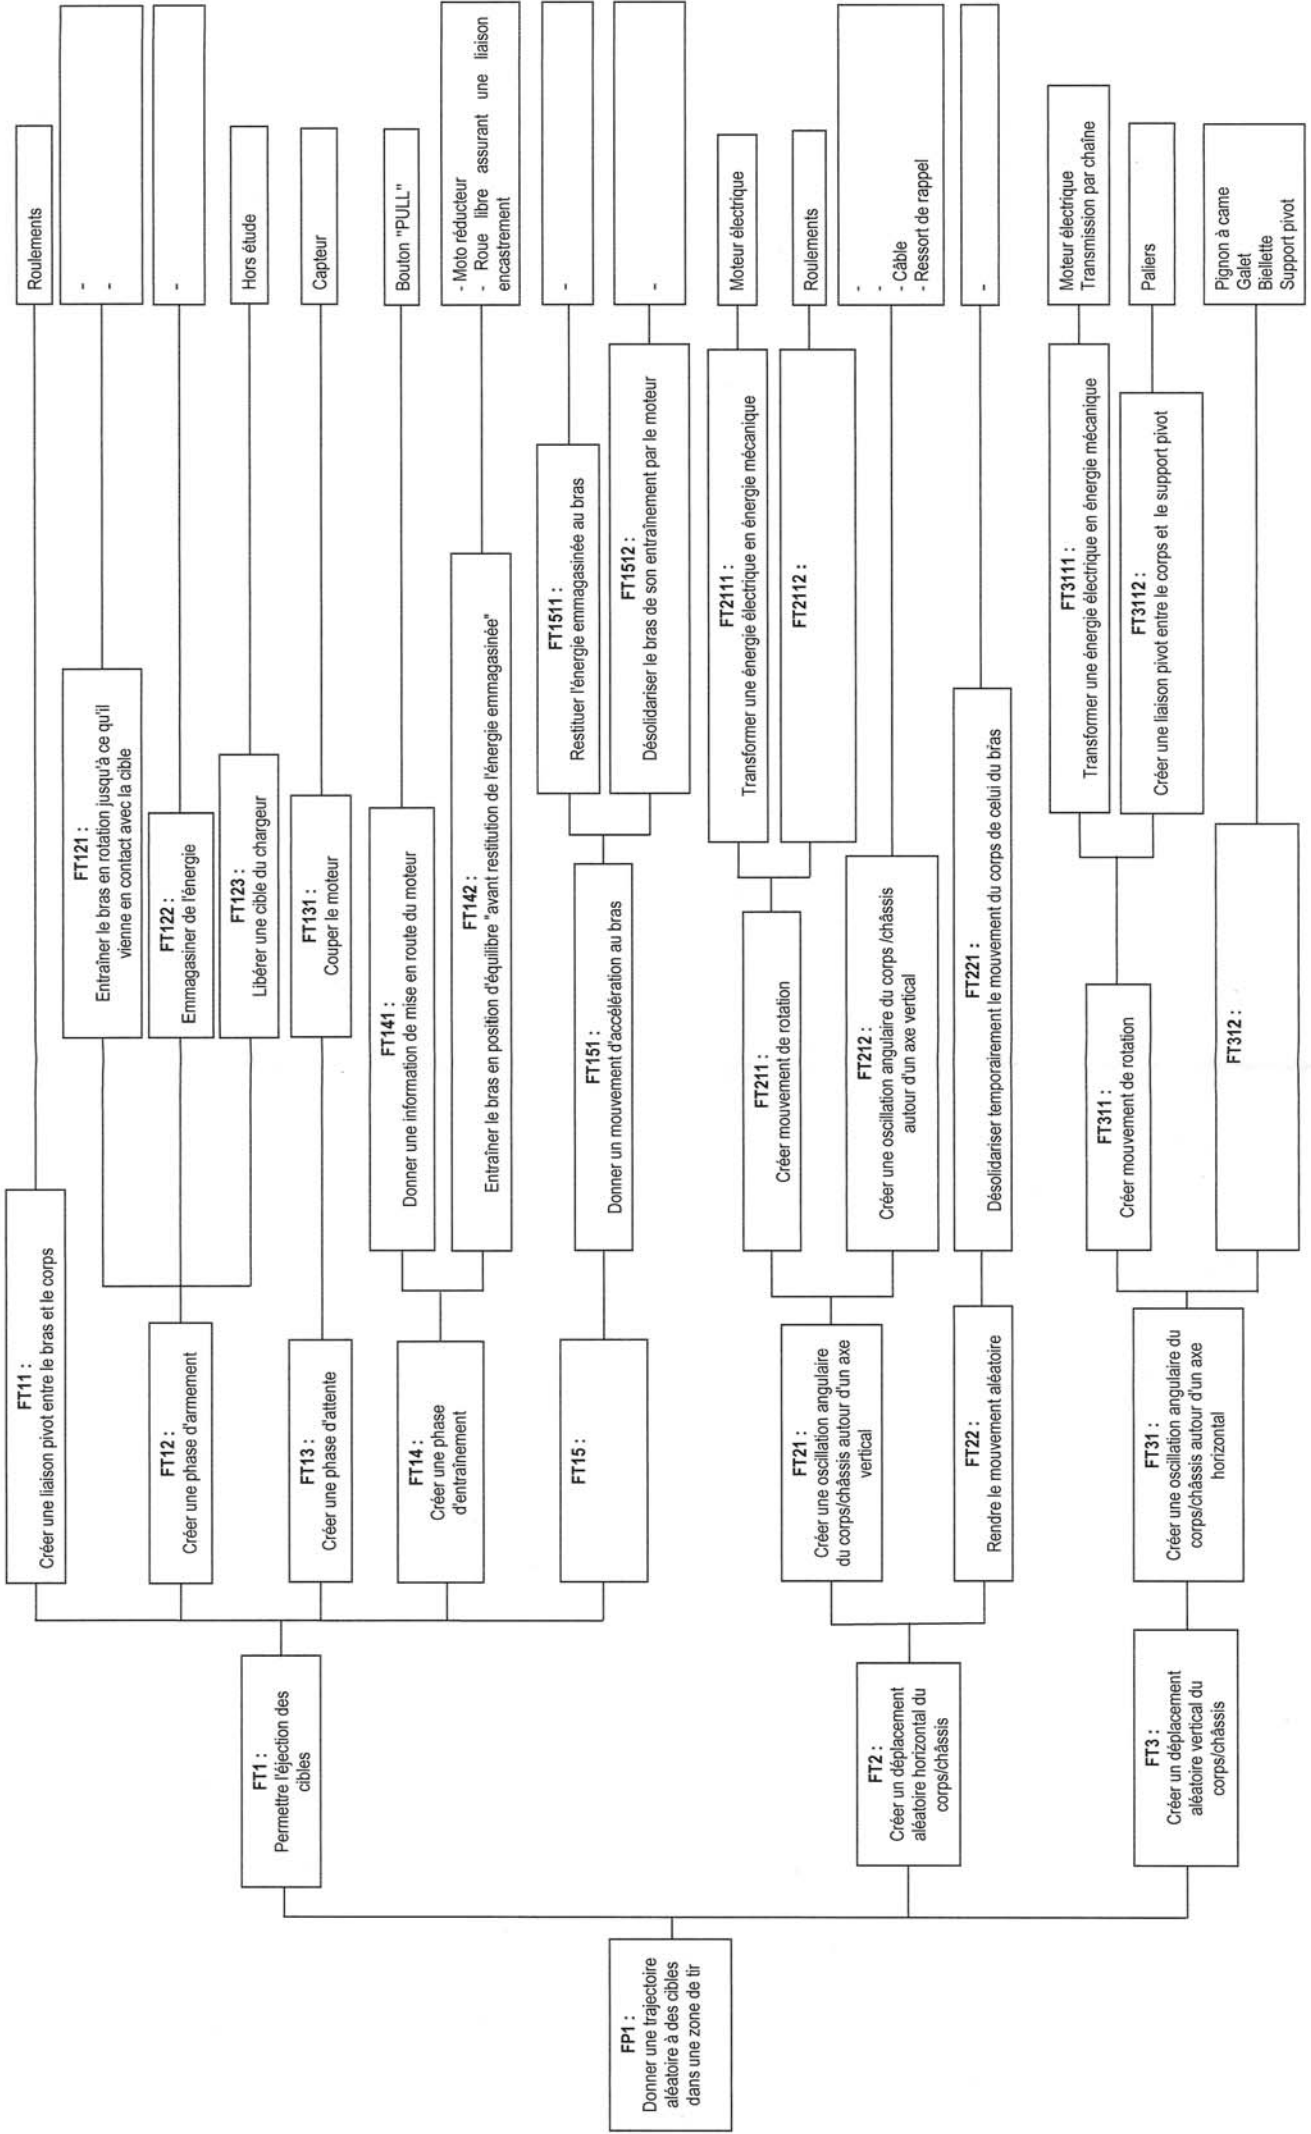 FP1 :
Donner une trajectoire
aléatoire à des cibles
dans une zone de tir
FT1 :
Permettre l'éjection des
cibles
FT2 :
Créer un déplacement
aléatoire horizontal du
corps/châssis
FT3 :
Créer un déplacement
aléatoire vertical du
corps/châssis
FT11 :
Créer une liaison pivot entre le bras et le corps
FT12 :
Créer une phase d'armement
FT13 :
Créer une phase d'attente
FT14 :
Créer une phase
d'entraînement
FT15 :
FT21 :
Créer une oscillation angulaire
du corps/châssis autour d'un axe
vertical
FT22 :
Rendre le mouvement aléatoire
FT31 :
Créer une oscillation angulaire du
corps/châssis autour d'un axe
horizontal
FT121 :
Entraîner le bras en rotation jusqu'à ce qu'il
vienne en contact avec la cible
FT122 :
Emmagasiner de l'énergie
FT123 :
Libérer une cible du chargeur
FT131 :
Couper le moteur
FT141 :
Donner une information de mise en route du moteur
FT142 :
Entraîner le bras en position d'équilibre "avant restitution de l'énergie emmagasinée"
FT151 :
Donner un mouvement d'accélération au bras
FT211 :
Créer mouvement de rotation
FT212 :
Créer une oscillation angulaire du corps /châssis
autour d'un axe vertical
FT221 :
Désolidariser temporairement le mouvement du corps de celui du bras
FT311 :
Créer mouvement de rotation
FT312 :
FT1511 :
Restituer l'énergie emmagasinée au bras
FT1512 :
Désolidariser le bras de son entraînement par le moteur
FT2111 :
Transformer une énergie électrique en énergie mécanique
FT2112 :
FT3111 :
Transformer une énergie électrique en énergie mécanique
FT3112 :
Créer une liaison pivot entre le corps et le support pivot
Roulements
-
-
-
Hors étude
Capteur
Bouton "PULL"
- Moto réducteur
- Roue libre assurant une liaison
encastrement
-
-
Moteur électrique
Roulements
-
-
- Câble
- Ressort de rappel
-
Moteur électrique
Transmission par chaîne
Paliers
Pignon à came
Galet
Biellette
Support pivot